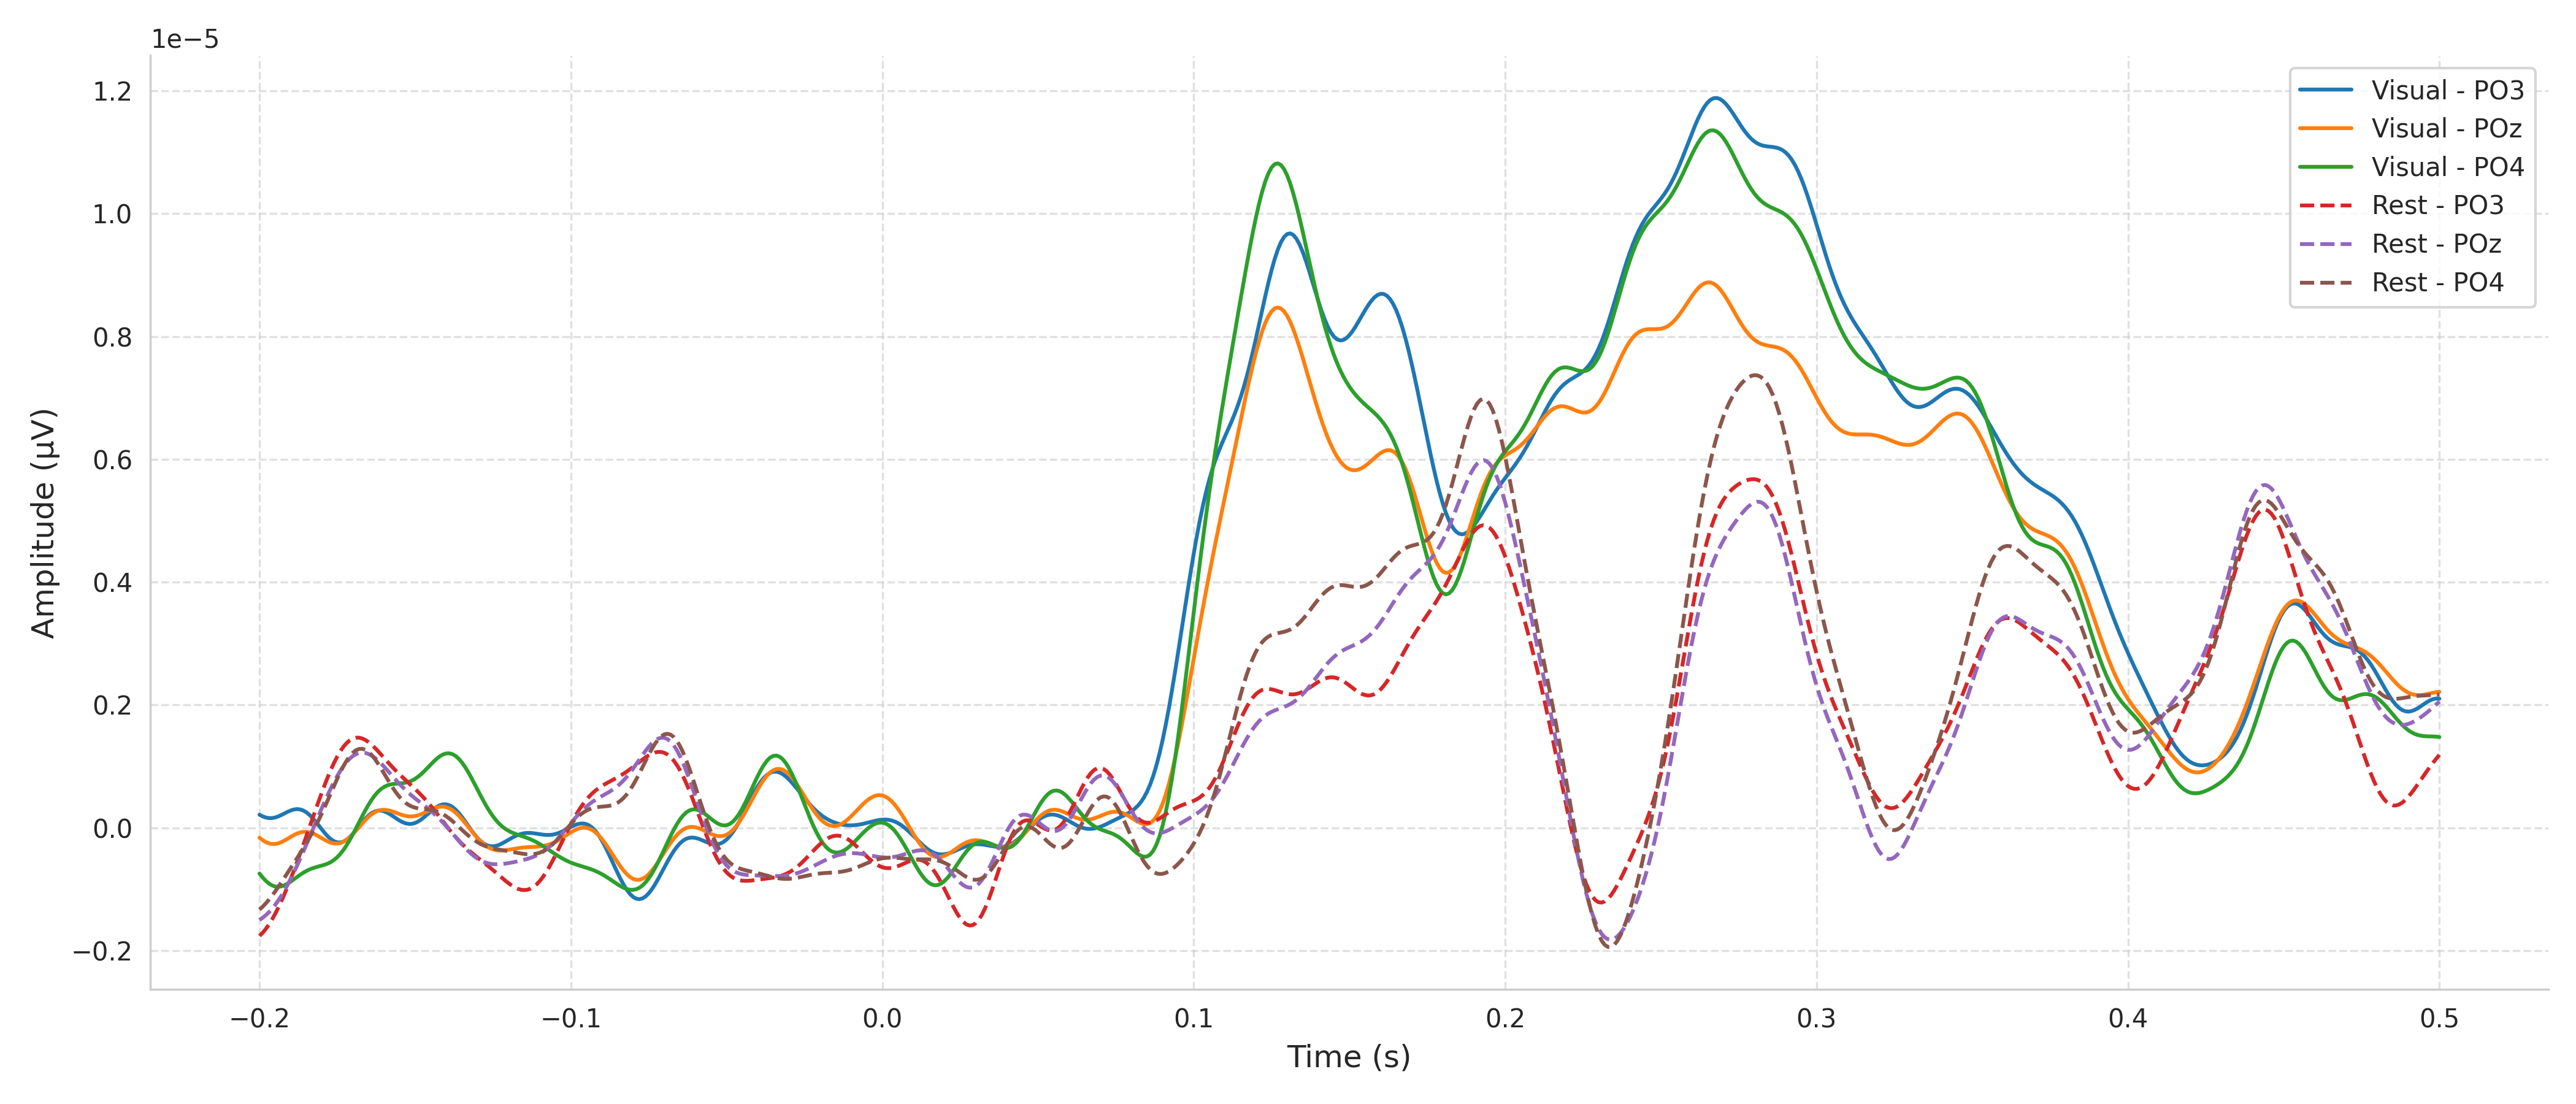 1e−5
1.2
1.0
0.8
0.6
0.4
0.2
0.0
−0.2
Amplitude (µV)
−0.2 −0.1 0.0 0.1 0.2 0.3 0.4 0.5
Time (s)
Visual - PO3
Visual - POz
Visual - PO4
Rest - PO3
Rest - POz
Rest - PO4